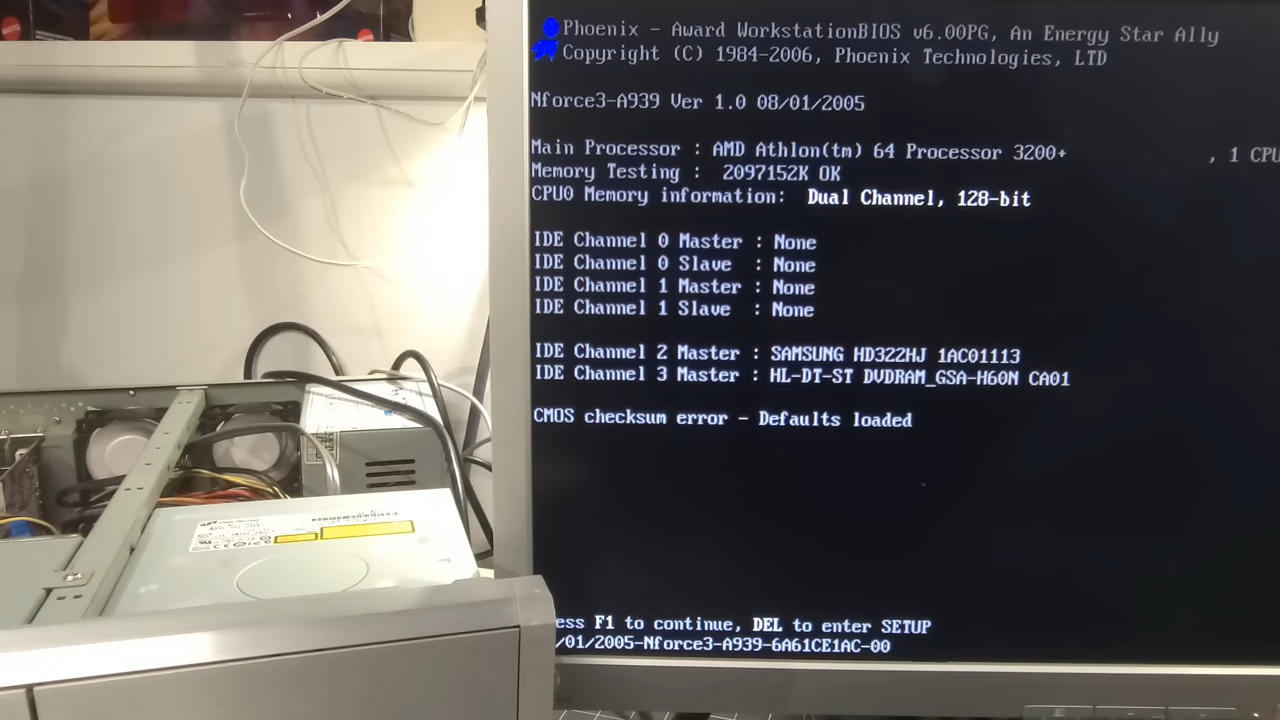 Phoenix - Award WorkstationBIOS v6.00PG, An Energy Star Ally
Copyright (C) 1984-2006, Phoenix Technologies, LTD
Nforce3-A939 Ver 1.0 08/01/2005
Main Processor : AMD Athlon(tm) 64 Processor 3200+ , 1 CPU
Memory Testing : 2097152K OK
CPU0 Memory information: Dual Channel, 128-bit
IDE Channel 0 Master : None
IDE Channel 0 Slave : None
IDE Channel 1 Master : None
IDE Channel 1 Slave : None
IDE Channel 2 Master : SAMSUNG HD322HJ 1AC01113
IDE Channel 3 Master : HL-DT-ST DVDRAM_GSA-H60N CA01
CMOS checksum error - Defaults loaded
ess F1 to continue, DEL to enter SETUP
/01/2005-Nforce3-A939-6A61CE1AC-00